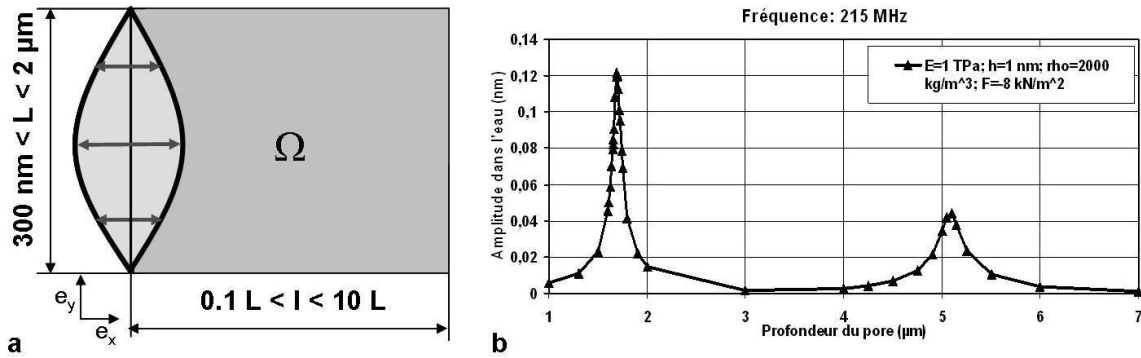 300 nm < L < 2 µm
Ω
e_y
e_x
0.1 L < l < 10 L
a
Fréquence: 215 MHz
Amplitude dans l'eau (nm)
0,14
0,12
0,1
0,08
0,06
0,04
0,02
0
E=1 TPa; h=1 nm; rho=2000
kg/m^3; F=-8 kN/m^2
1 2 3 4 5 6 7
Profondeur du pore (µm)
b